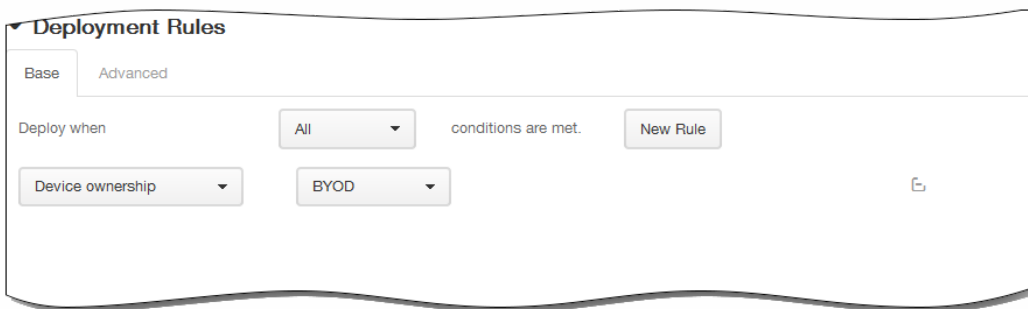 Deployment Rules
Base Advanced
Deploy when All conditions are met. New Rule
Device ownership BYOD